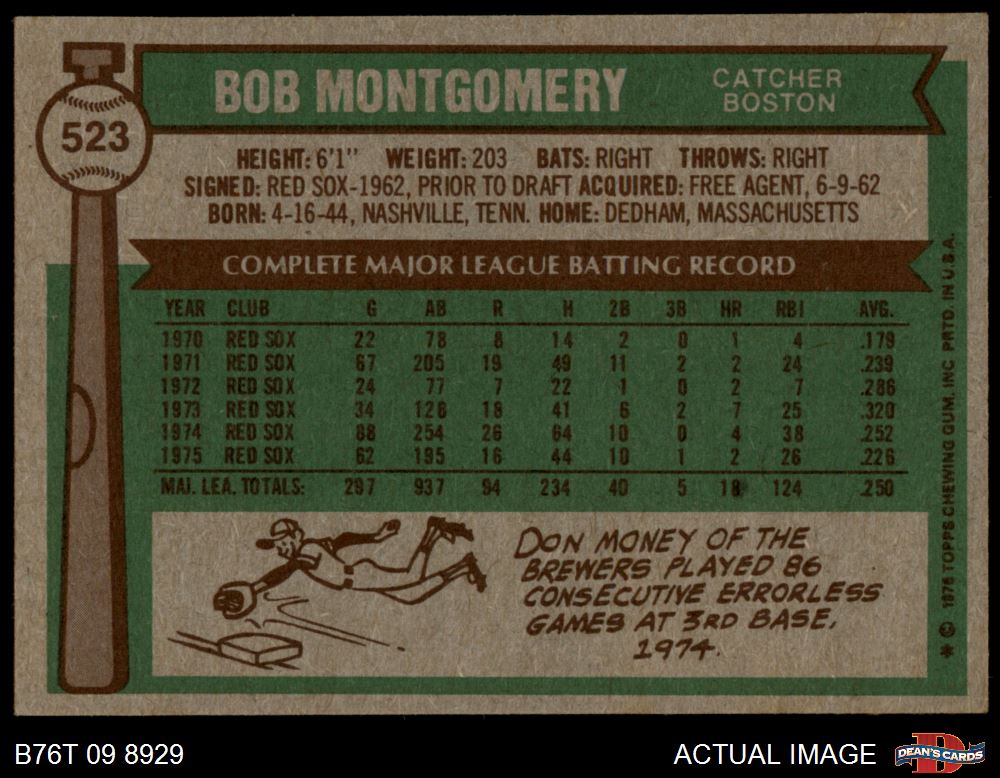 523
BOB MONTGOMERY
CATCHER
BOSTON
HEIGHT: 6'1" WEIGHT: 203 BATS: RIGHT THROWS: RIGHT
SIGNED: RED SOX-1962, PRIOR TO DRAFT ACQUIRED: FREE AGENT, 6-9-62
BORN: 4-16-44, NASHVILLE, TENN. HOME: DEDHAM, MASSACHUSETTS
COMPLETE MAJOR LEAGUE BATTING RECORD
YEAR CLUB G AB R H 2B 3B HR RBI AVG.
1970 RED SOX 22 78 8 14 2 0 1 4 .179
1971 RED SOX 67 205 19 49 11 2 2 24 .239
1972 RED SOX 24 77 7 22 1 0 2 7 .286
1973 RED SOX 34 128 18 41 6 2 7 25 .320
1974 RED SOX 88 254 26 64 10 0 4 38 .252
1975 RED SOX 62 195 16 44 10 1 2 26 .226
MAJ. LEA. TOTALS: 297 937 94 234 40 5 18 124 .250
DON MONEY OF THE
BREWERS PLAYED 86
CONSECUTIVE ERRORLESS
GAMES AT 3RD BASE,
1974.
* © 1976 TOPPS CHEWING GUM, INC PRTD. IN U.S.A.
B76T 09 8929
ACTUAL IMAGE
DEAN'S CARDS